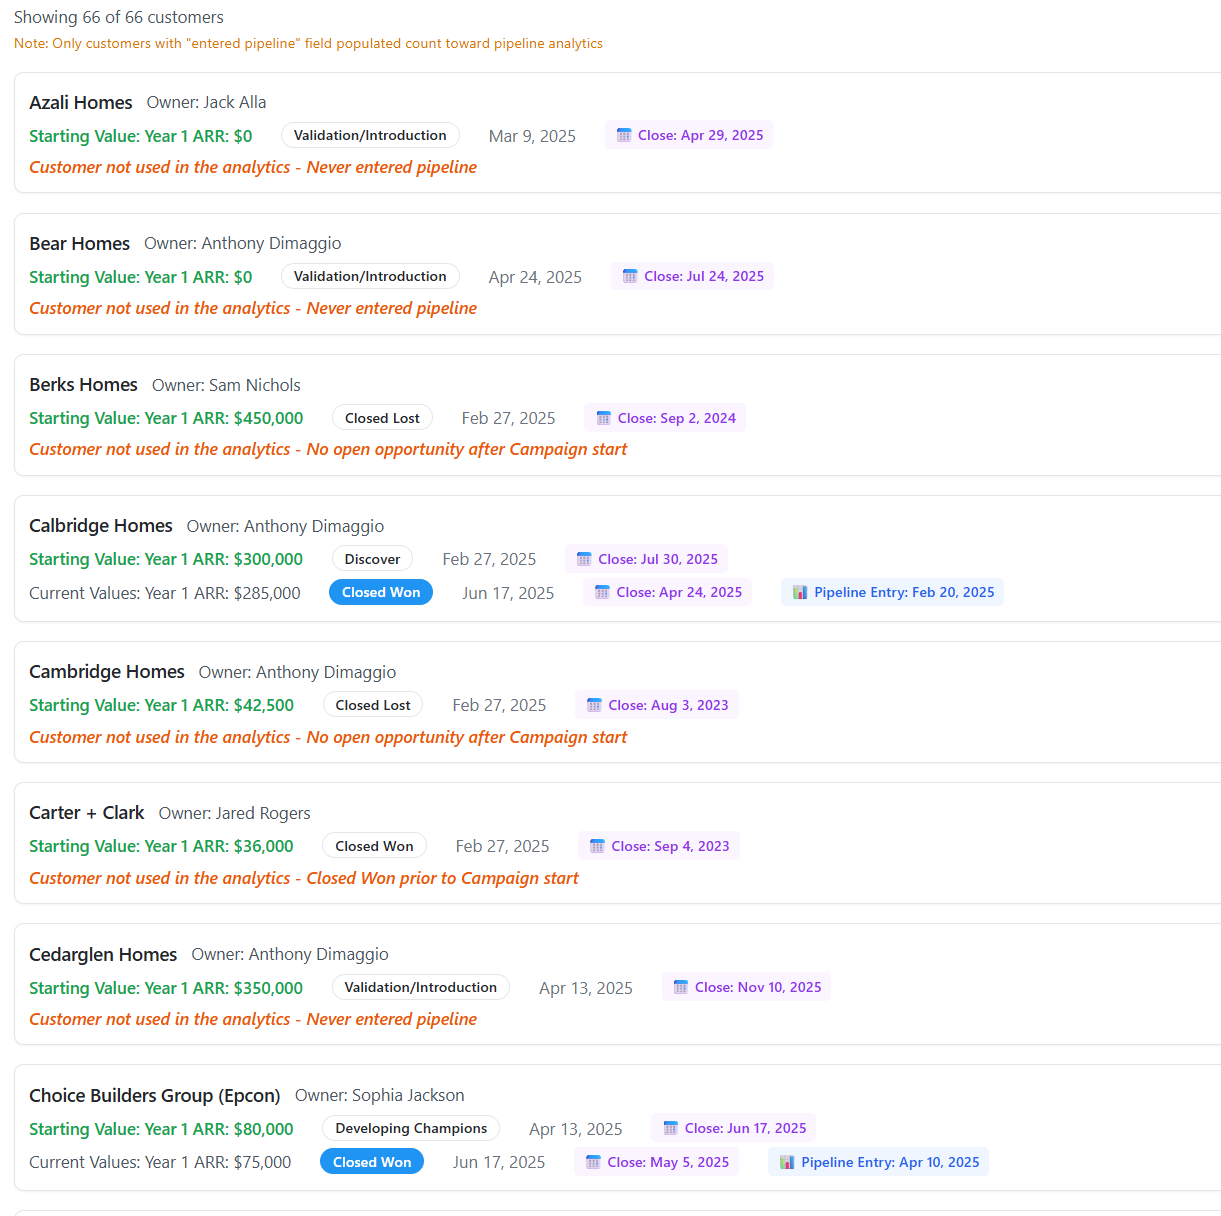 Showing 66 of 66 customers
Note: Only customers with "entered pipeline" field populated count toward pipeline analytics
Azali Homes Owner: Jack Alla
Starting Value: Year 1 ARR: $0 Validation/Introduction Mar 9, 2025 Close: Apr 29, 2025
Customer not used in the analytics - Never entered pipeline
Bear Homes Owner: Anthony Dimaggio
Starting Value: Year 1 ARR: $0 Validation/Introduction Apr 24, 2025 Close: Jul 24, 2025
Customer not used in the analytics - Never entered pipeline
Berks Homes Owner: Sam Nichols
Starting Value: Year 1 ARR: $450,000 Closed Lost Feb 27, 2025 Close: Sep 2, 2024
Customer not used in the analytics - No open opportunity after Campaign start
Calbridge Homes Owner: Anthony Dimaggio
Starting Value: Year 1 ARR: $300,000 Discover Feb 27, 2025 Close: Jul 30, 2025
Current Values: Year 1 ARR: $285,000 Closed Won Jun 17, 2025 Close: Apr 24, 2025 Pipeline Entry: Feb 20, 2025
Cambridge Homes Owner: Anthony Dimaggio
Starting Value: Year 1 ARR: $42,500 Closed Lost Feb 27, 2025 Close: Aug 3, 2023
Customer not used in the analytics - No open opportunity after Campaign start
Carter + Clark Owner: Jared Rogers
Starting Value: Year 1 ARR: $36,000 Closed Won Feb 27, 2025 Close: Sep 4, 2023
Customer not used in the analytics - Closed Won prior to Campaign start
Cedarglen Homes Owner: Anthony Dimaggio
Starting Value: Year 1 ARR: $350,000 Validation/Introduction Apr 13, 2025 Close: Nov 10, 2025
Customer not used in the analytics - Never entered pipeline
Choice Builders Group (Epcon) Owner: Sophia Jackson
Starting Value: Year 1 ARR: $80,000 Developing Champions Apr 13, 2025 Close: Jun 17, 2025
Current Values: Year 1 ARR: $75,000 Closed Won Jun 17, 2025 Close: May 5, 2025 Pipeline Entry: Apr 10, 2025